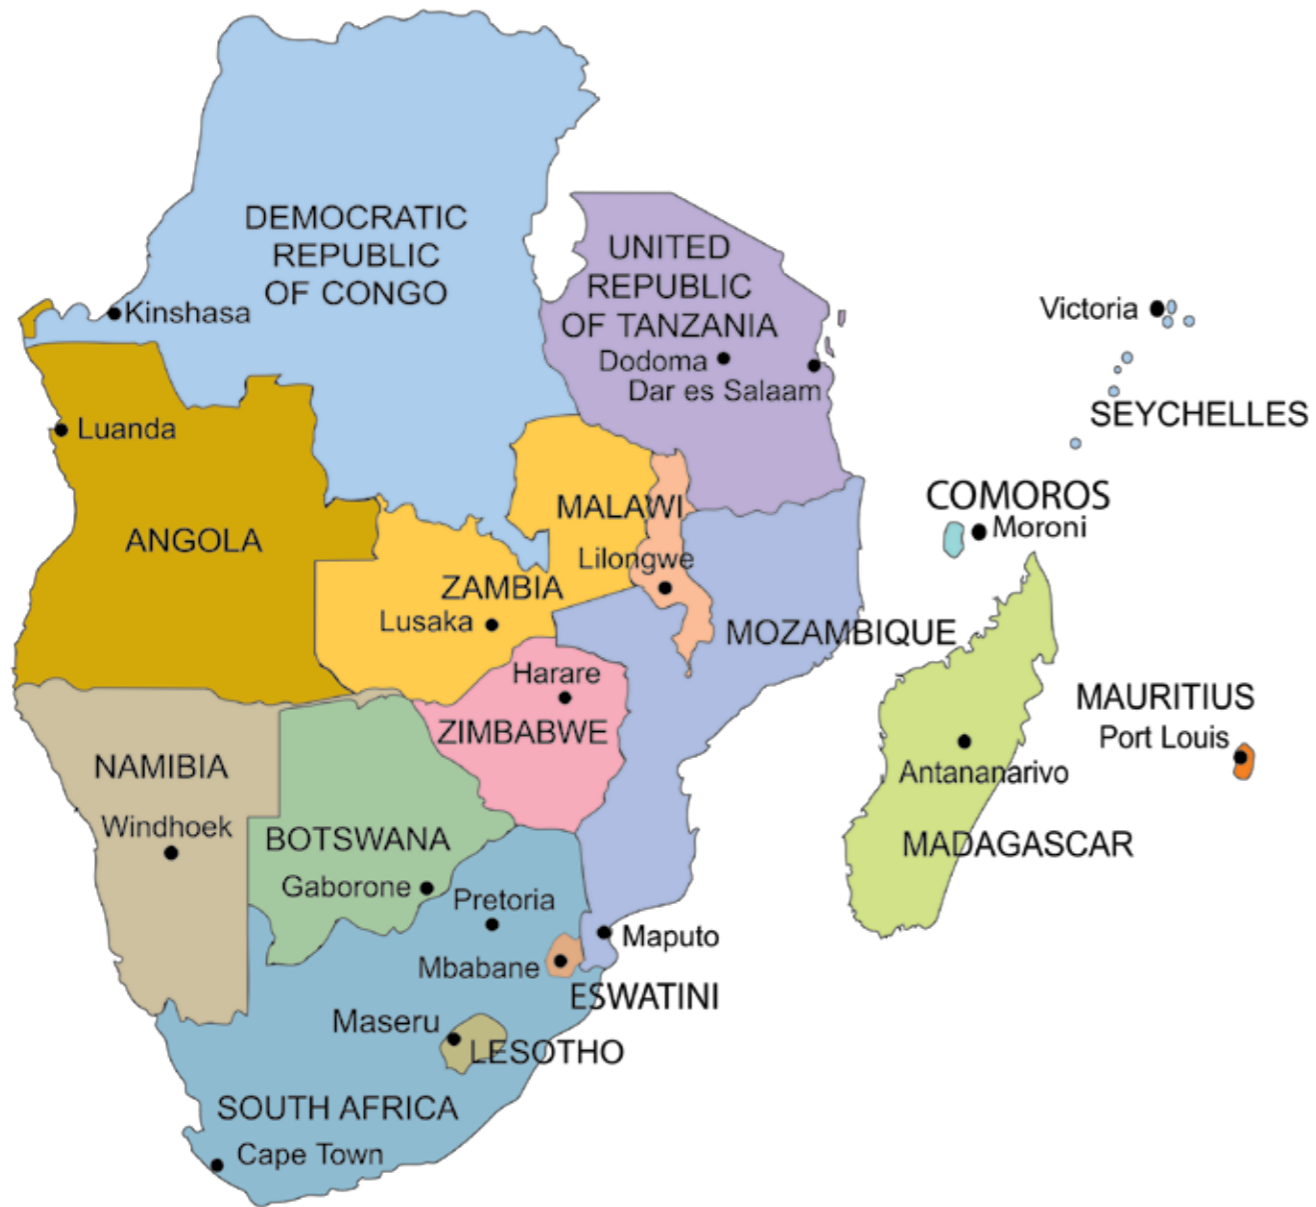 DEMOCRATIC
REPUBLIC
OF CONGO
Kinshasa
UNITED
REPUBLIC
OF TANZANIA
Dodoma
Dar es Salaam
Victoria
SEYCHELLES
Luanda
ANGOLA
MALAWI
Lilongwe
COMOROS
Moroni
ZAMBIA
Lusaka
MOZAMBIQUE
Harare
ZIMBABWE
MAURITIUS
Port Louis
NAMIBIA
Windhoek
Antananarivo
MADAGASCAR
BOTSWANA
Gaborone
Pretoria
Maputo
Mbabane
ESWATINI
Maseru
LESOTHO
SOUTH AFRICA
Cape Town